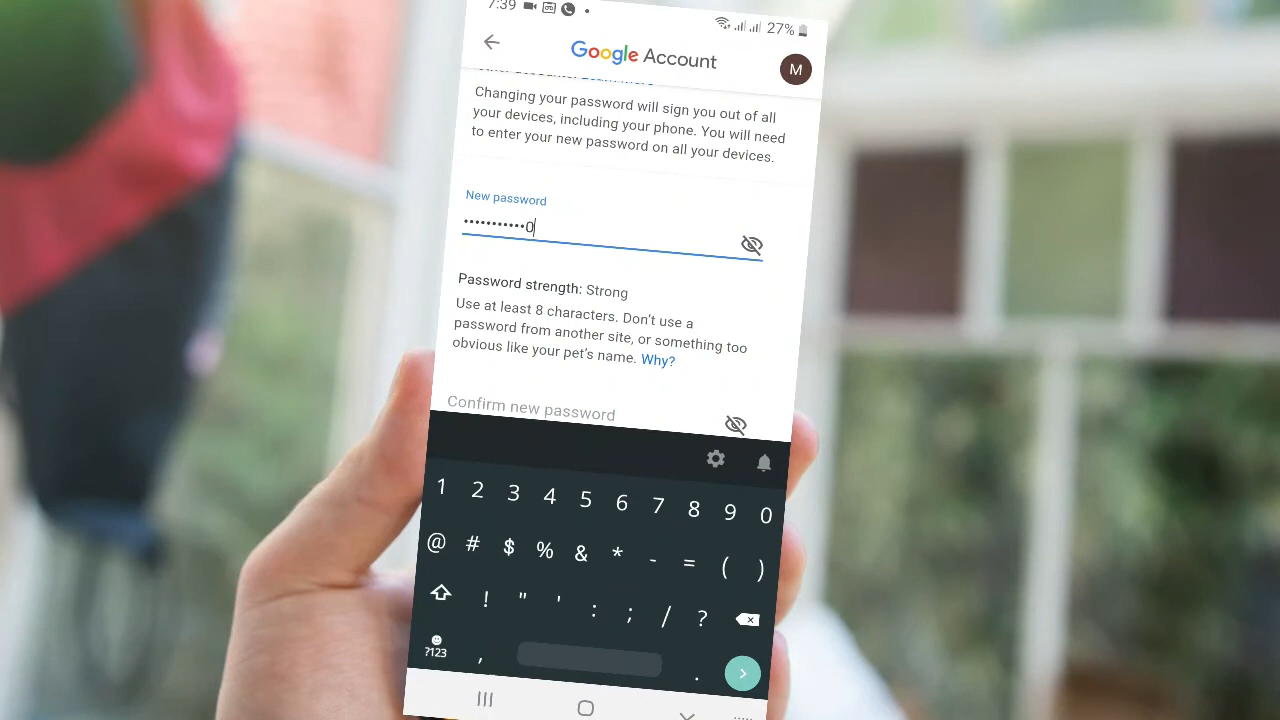 7:39 27%
Google Account
M
Changing your password will sign you out of all
your devices, including your phone. You will need
to enter your new password on all your devices.
New password
•••••••••••0
Password strength: Strong
Use at least 8 characters. Don't use a
password from another site, or something too
obvious like your pet's name. Why?
Confirm new password
1 2 3 4 5 6 7 8 9 0
@ # $ % & * - = ( )
! " ' : ; / ?
?123 , .